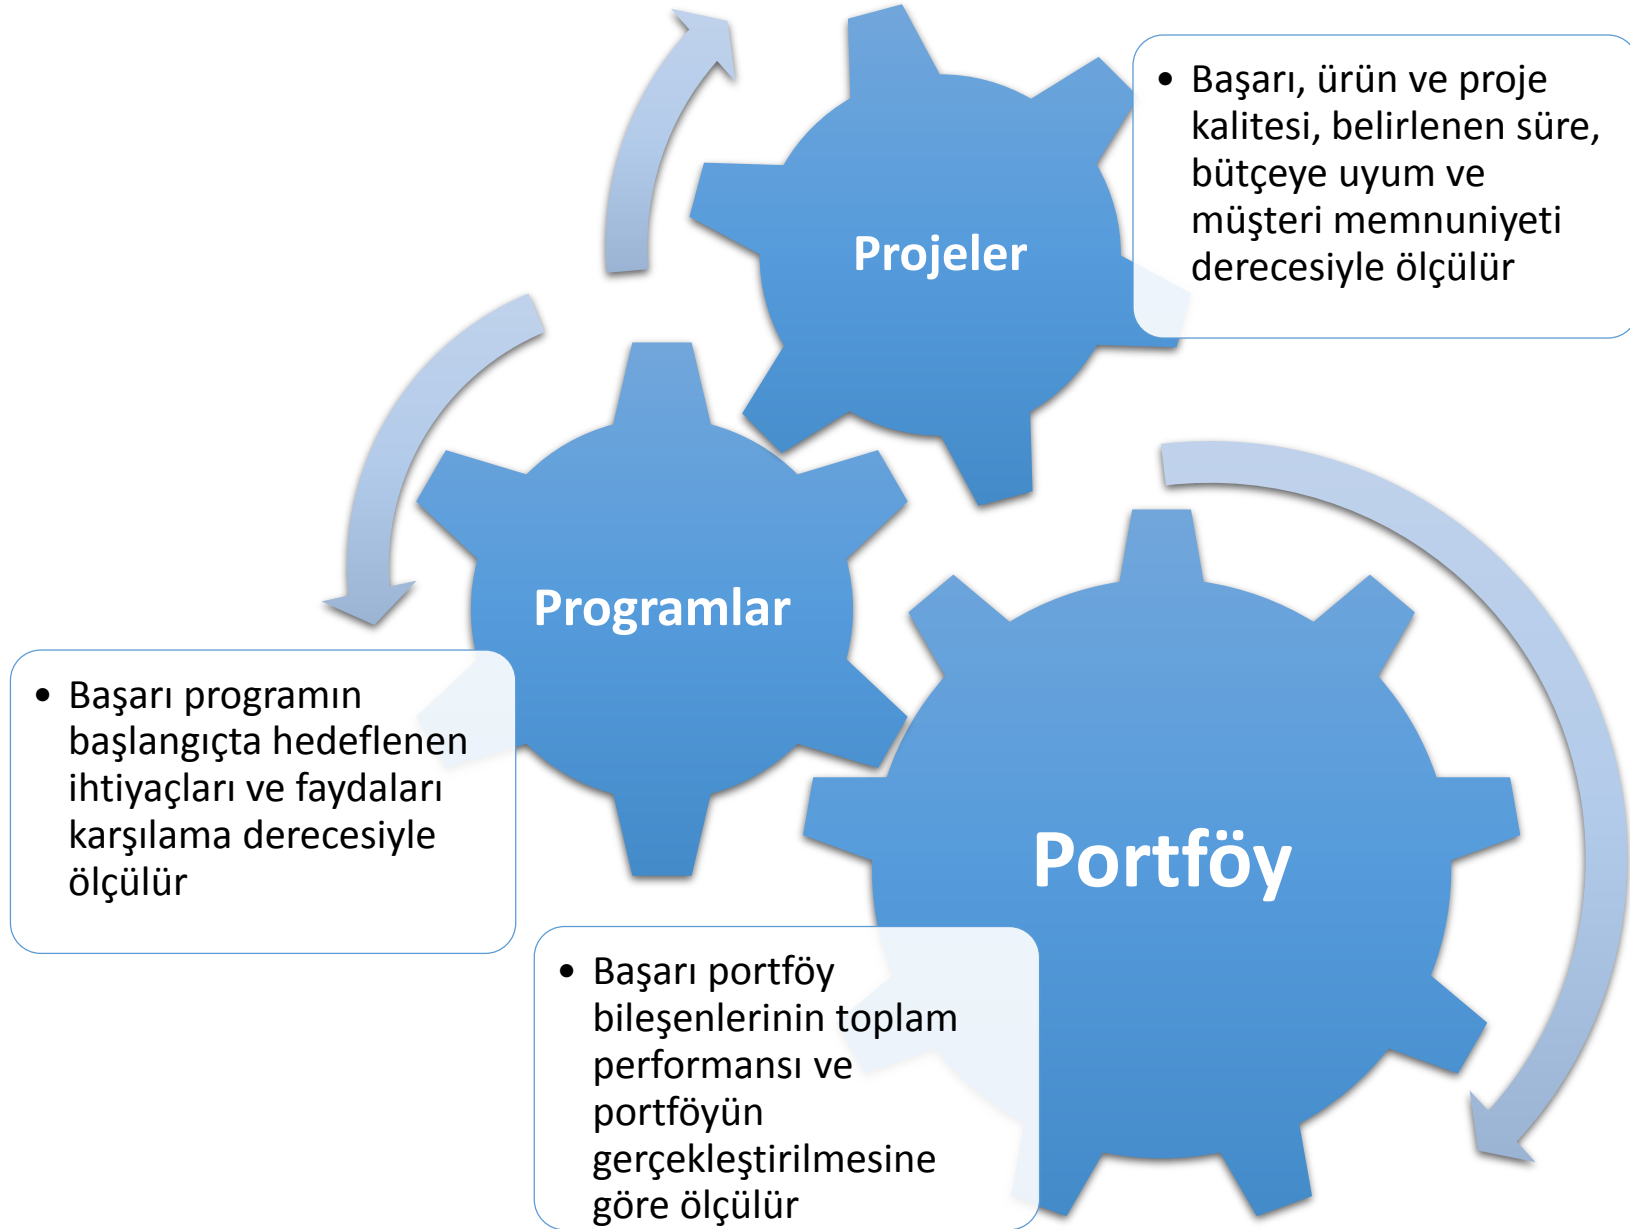 Projeler
• Başarı, ürün ve proje
kalitesi, belirlenen süre,
bütçeye uyum ve
müşteri memnuniyeti
derecesiyle ölçülür
Programlar
• Başarı programın
başlangıçta hedeflenen
ihtiyaçları ve faydaları
karşılama derecesiyle
ölçülür
Portföy
• Başarı portföy
bileşenlerinin toplam
performansı ve
portföyün
gerçekleştirilmesine
göre ölçülür